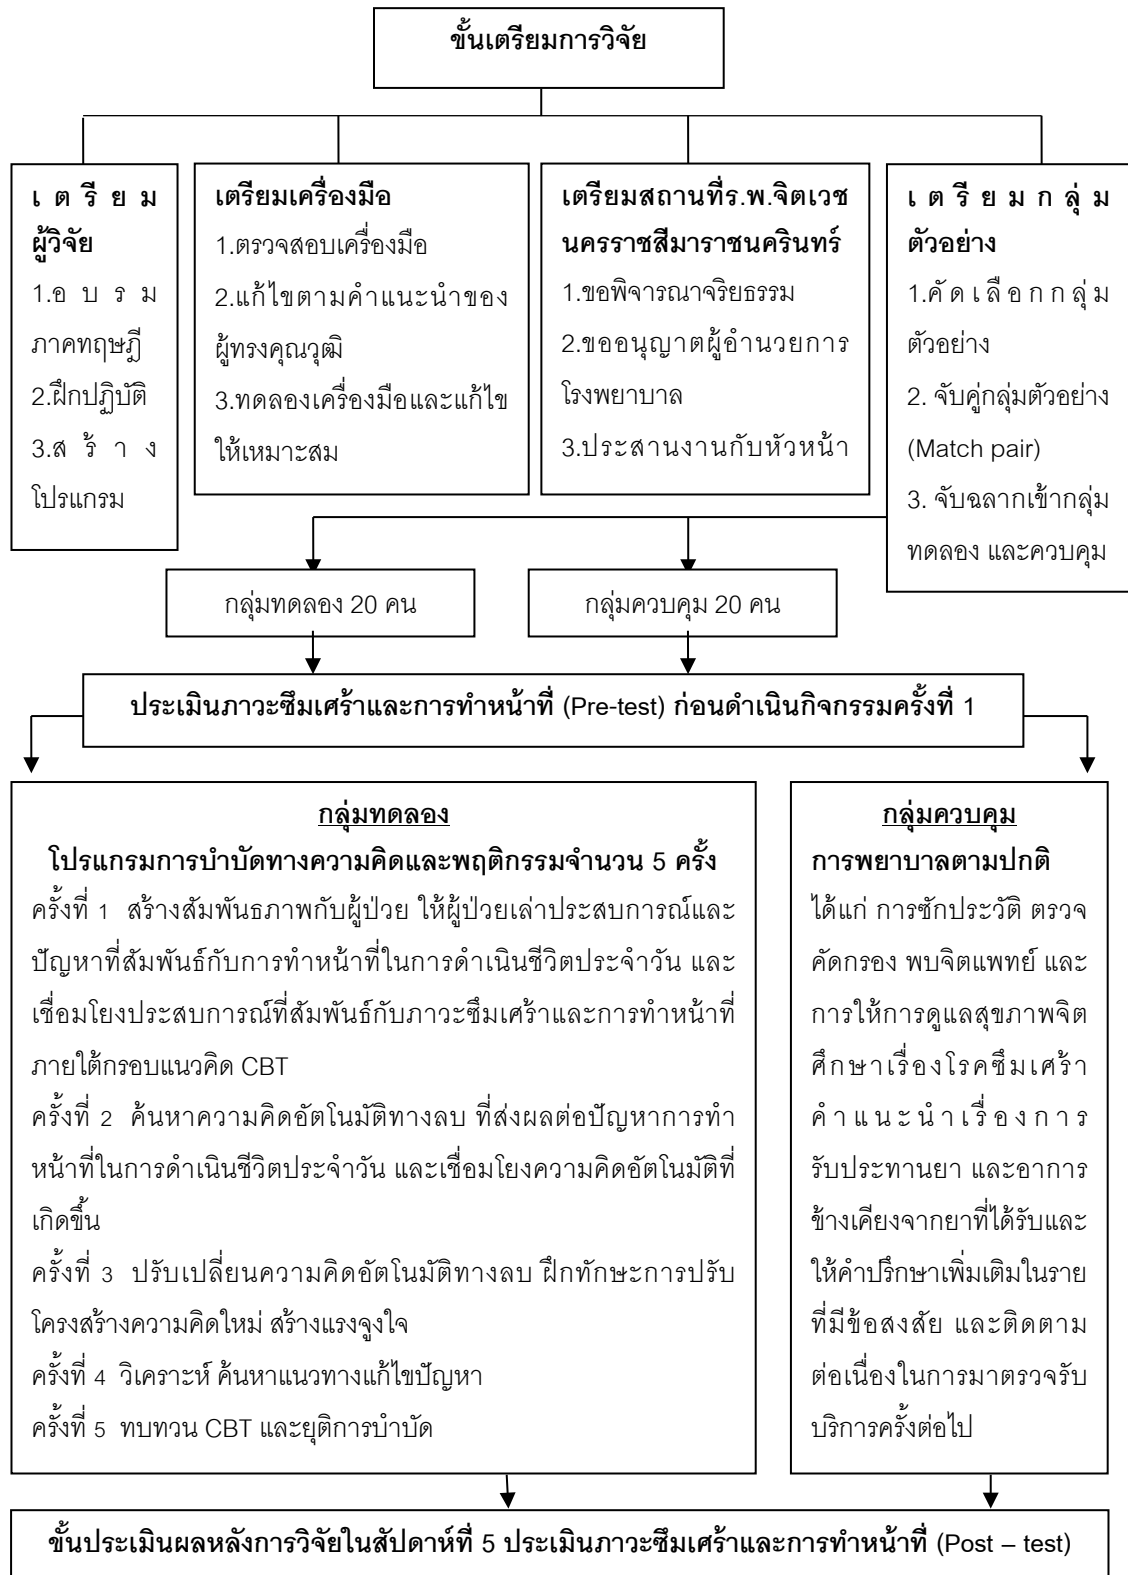 ขั้นเตรียมการวิจัย
เตรียม
ผู้วิจัย
1.อบรม
ภาคทฤษฎี
2.ฝึกปฏิบัติ
3.สร้าง
โปรแกรม
เตรียมเครื่องมือ
1.ตรวจสอบเครื่องมือ
2.แก้ไขตามคำแนะนำของ
ผู้ทรงคุณวุฒิ
3.ทดลองเครื่องมือและแก้ไข
ให้เหมาะสม
เตรียมสถานที่ร.พ.จิตเวช
นครราชสีมาราชนครินทร์
1.ขอพิจารณาจริยธรรม
2.ขออนุญาตผู้อำนวยการ
โรงพยาบาล
3.ประสานงานกับหัวหน้า
เตรียมกลุ่ม
ตัวอย่าง
1.คัดเลือกกลุ่ม
ตัวอย่าง
2. จับคู่กลุ่มตัวอย่าง
(Match pair)
3. จับฉลากเข้ากลุ่ม
ทดลอง และควบคุม
กลุ่มทดลอง 20 คน
กลุ่มควบคุม 20 คน
ประเมินภาวะซึมเศร้าและการทำหน้าที่ (Pre-test) ก่อนดำเนินกิจกรรมครั้งที่ 1
กลุ่มทดลอง
โปรแกรมการบำบัดทางความคิดและพฤติกรรมจำนวน 5 ครั้ง
ครั้งที่ 1 สร้างสัมพันธภาพกับผู้ป่วย ให้ผู้ป่วยเล่าประสบการณ์และ
ปัญหาที่สัมพันธ์กับการทำหน้าที่ในการดำเนินชีวิตประจำวัน และ
เชื่อมโยงประสบการณ์ที่สัมพันธ์กับภาวะซึมเศร้าและการทำหน้าที่
ภายใต้กรอบแนวคิด CBT
ครั้งที่ 2 ค้นหาความคิดอัตโนมัติทางลบ ที่ส่งผลต่อปัญหาการทำ
หน้าที่ในการดำเนินชีวิตประจำวัน และเชื่อมโยงความคิดอัตโนมัติที่
เกิดขึ้น
ครั้งที่ 3 ปรับเปลี่ยนความคิดอัตโนมัติทางลบ ฝึกทักษะการปรับ
โครงสร้างความคิดใหม่ สร้างแรงจูงใจ
ครั้งที่ 4 วิเคราะห์ ค้นหาแนวทางแก้ไขปัญหา
ครั้งที่ 5 ทบทวน CBT และยุติการบำบัด
กลุ่มควบคุม
การพยาบาลตามปกติ
ได้แก่ การซักประวัติ ตรวจ
คัดกรอง พบจิตแพทย์ และ
การให้การดูแลสุขภาพจิต
ศึกษาเรื่องโรคซึมเศร้า
คำแนะนำเรื่องการ
รับประทานยา และอาการ
ข้างเคียงจากยาที่ได้รับและ
ให้คำปรึกษาเพิ่มเติมในราย
ที่มีข้อสงสัย และติดตาม
ต่อเนื่องในการมาตรวจรับ
บริการครั้งต่อไป
ขั้นประเมินผลหลังการวิจัยในสัปดาห์ที่ 5 ประเมินภาวะซึมเศร้าและการทำหน้าที่ (Post – test)